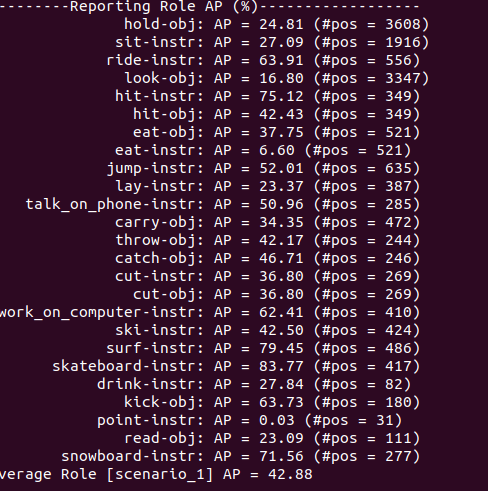 --------Reporting Role AP (%)------------------
hold-obj: AP = 24.81 (#pos = 3608)
sit-instr: AP = 27.09 (#pos = 1916)
ride-instr: AP = 63.91 (#pos = 556)
look-obj: AP = 16.80 (#pos = 3347)
hit-instr: AP = 75.12 (#pos = 349)
hit-obj: AP = 42.43 (#pos = 349)
eat-obj: AP = 37.75 (#pos = 521)
eat-instr: AP = 6.60 (#pos = 521)
jump-instr: AP = 52.01 (#pos = 635)
lay-instr: AP = 23.37 (#pos = 387)
talk_on_phone-instr: AP = 50.96 (#pos = 285)
carry-obj: AP = 34.35 (#pos = 472)
throw-obj: AP = 42.17 (#pos = 244)
catch-obj: AP = 46.71 (#pos = 246)
cut-instr: AP = 36.80 (#pos = 269)
cut-obj: AP = 36.80 (#pos = 269)
work_on_computer-instr: AP = 62.41 (#pos = 410)
ski-instr: AP = 42.50 (#pos = 424)
surf-instr: AP = 79.45 (#pos = 486)
skateboard-instr: AP = 83.77 (#pos = 417)
drink-instr: AP = 27.84 (#pos = 82)
kick-obj: AP = 63.73 (#pos = 180)
point-instr: AP = 0.03 (#pos = 31)
read-obj: AP = 23.09 (#pos = 111)
snowboard-instr: AP = 71.56 (#pos = 277)
verage Role [scenario_1] AP = 42.88